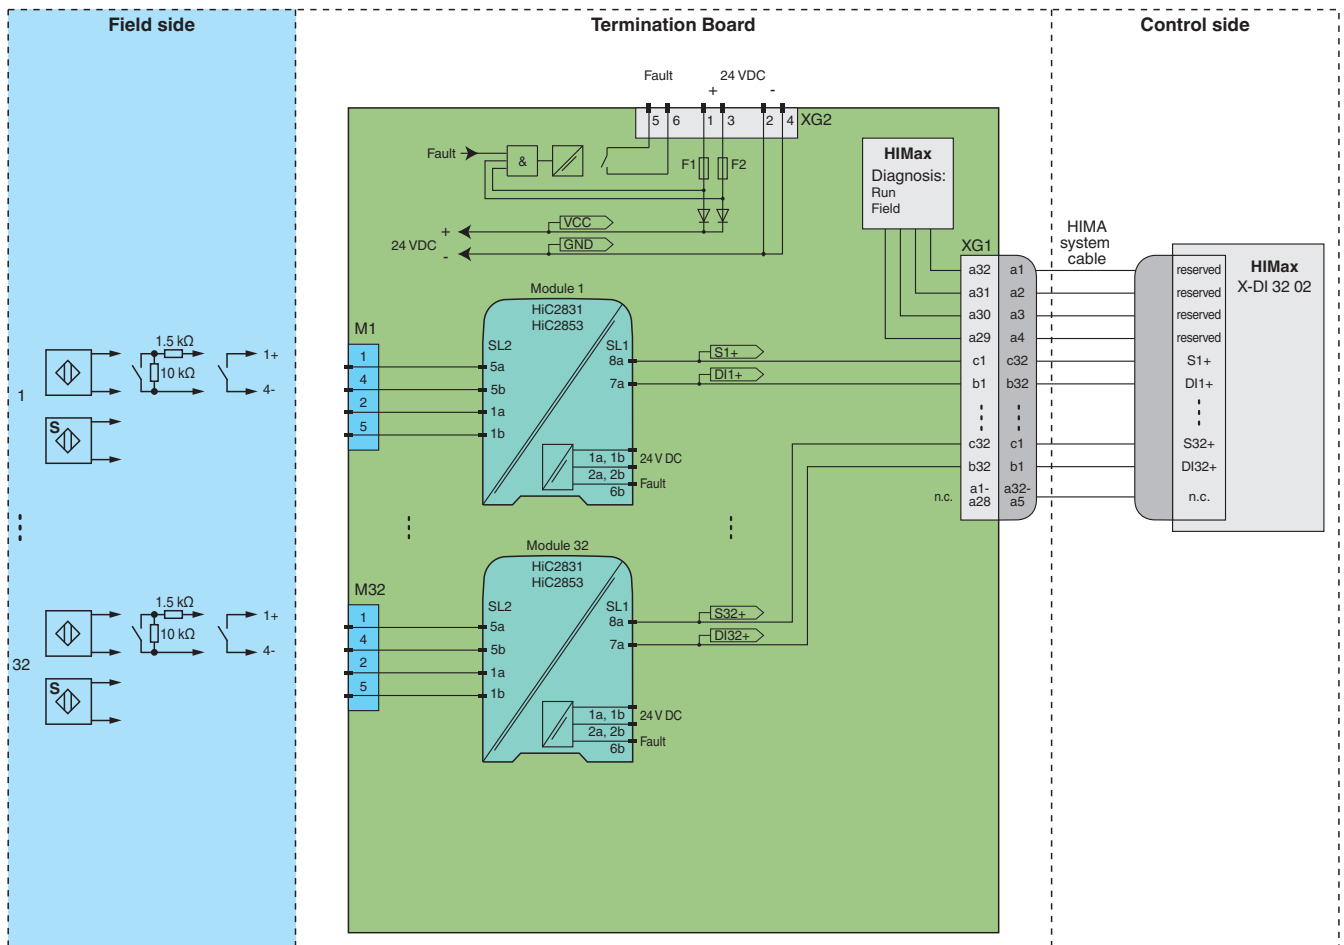 Field side
Termination Board
Control side
Fault
24 VDC
+
-
5
6
1
3
2
4
XG2
Fault
&
F1
F2
HIMax
Diagnosis:
Run
Field
VCC
GND
+
24 VDC
-
HIMA
system
cable
XG1
HIMax
X-DI 32 02
a32
a1
reserved
a31
a2
reserved
a30
a3
reserved
a29
a4
reserved
c1
c32
S1+
b1
b32
DI1+
c32
c1
S32+
b32
b1
DI32+
n.c.
a1-
a28
a32-
a5
n.c.
Module 1
HiC2831
HiC2853
M1
1
4
2
5
SL2
5a
5b
1a
1b
SL1
8a
7a
S1+
DI1+
1a, 1b
24 V DC
2a, 2b
Fault
6b
1
1.5 kΩ
10 kΩ
1+
4-
S
Module 32
HiC2831
HiC2853
M32
1
4
2
5
SL2
5a
5b
1a
1b
SL1
8a
7a
S32+
DI32+
1a, 1b
24 V DC
2a, 2b
Fault
6b
32
1.5 kΩ
10 kΩ
1+
4-
S